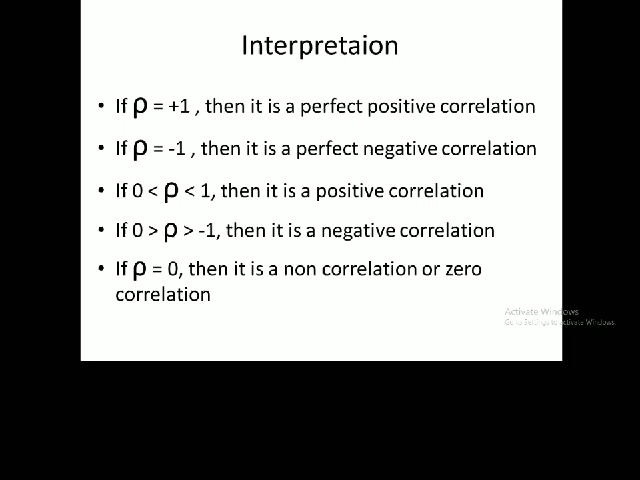 Interpretaion
• If ρ = +1 , then it is a perfect positive correlation
• If ρ = -1 , then it is a perfect negative correlation
• If 0 < ρ < 1, then it is a positive correlation
• If 0 > ρ > -1, then it is a negative correlation
• If ρ = 0, then it is a non correlation or zero
correlation
Activate Windows
Go to Settings to activate Windows.